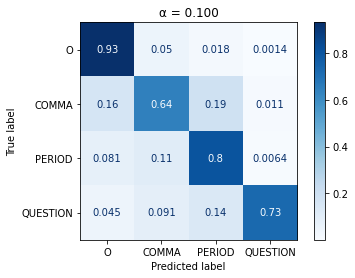 α = 0.100
True label
O 0.93 0.05 0.018 0.0014
COMMA 0.16 0.64 0.19 0.011
PERIOD 0.081 0.11 0.8 0.0064
QUESTION 0.045 0.091 0.14 0.73
O COMMA PERIOD QUESTION
Predicted label
0.8
0.6
0.4
0.2